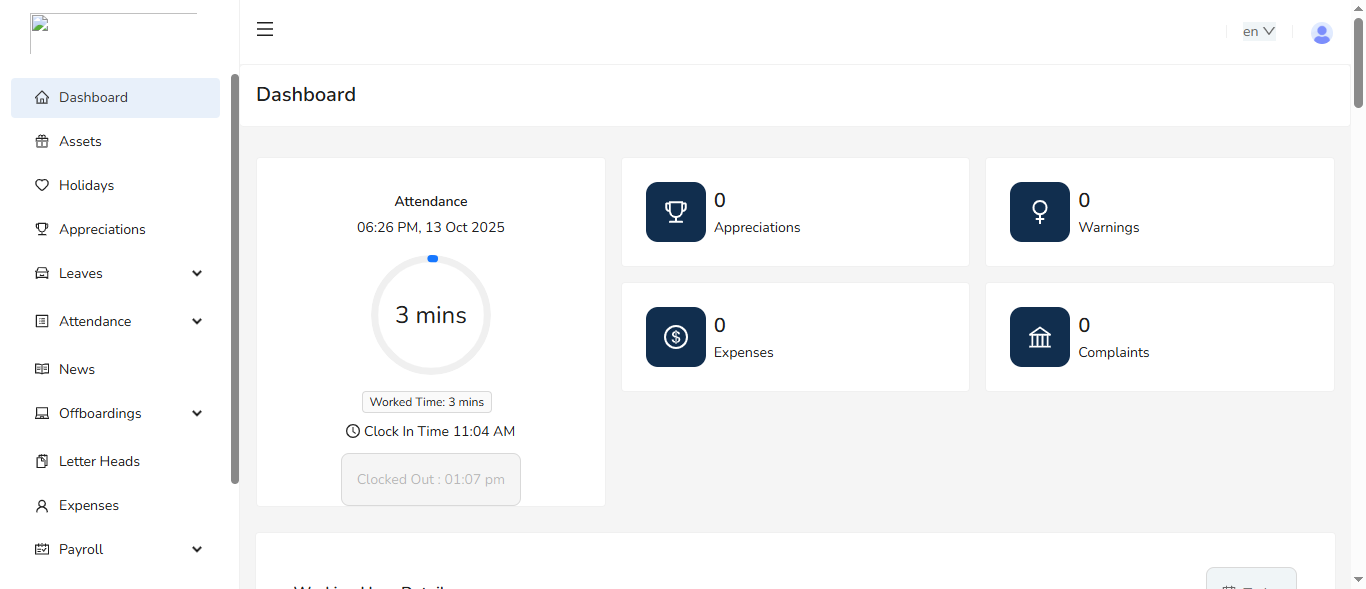 en
Dashboard
Assets
Holidays
Appreciations
Leaves
Attendance
News
Offboardings
Letter Heads
Expenses
Payroll
Dashboard
Attendance
06:26 PM, 13 Oct 2025
3 mins
Worked Time: 3 mins
Clock In Time 11:04 AM
Clocked Out : 01:07 pm
0
Appreciations
0
Warnings
0
Expenses
0
Complaints